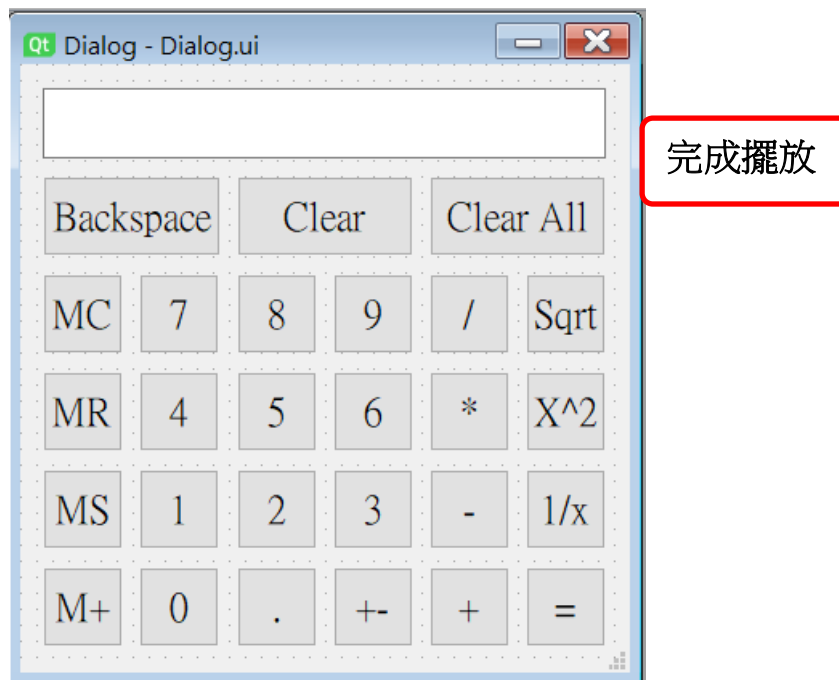 Qt Dialog - Dialog.ui
完成擺放
Backspace Clear Clear All
MC 7 8 9 / Sqrt
MR 4 5 6 * X^2
MS 1 2 3 - 1/x
M+ 0 . +- + =